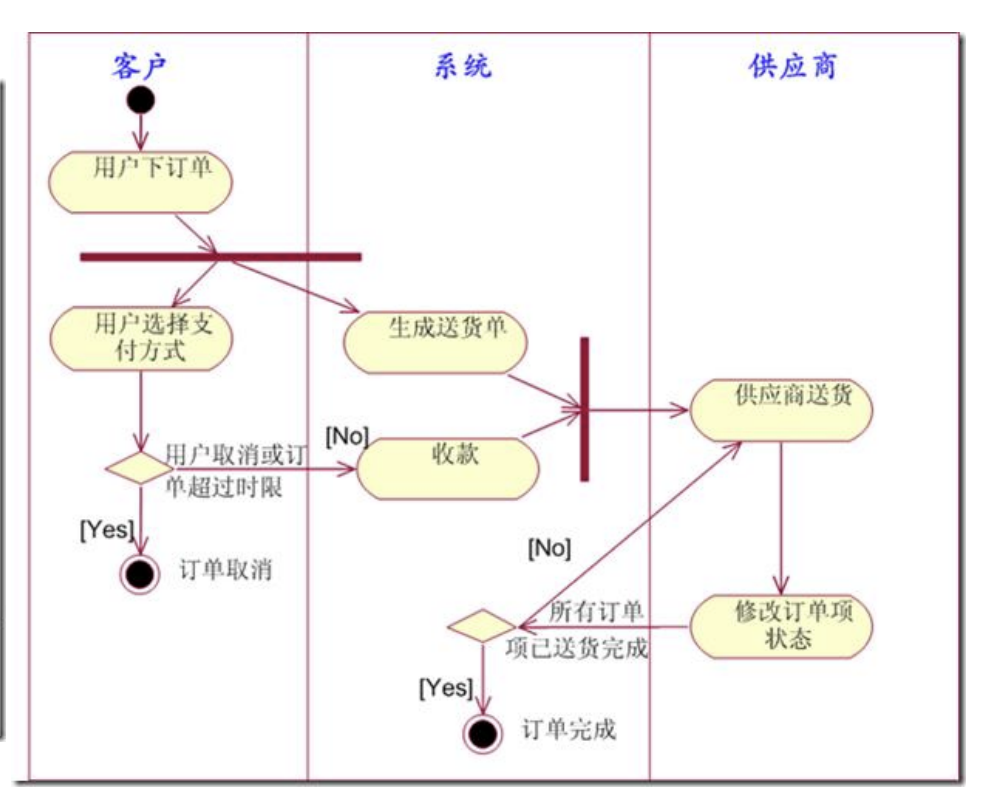 客户
系统
供应商
用户下订单
用户选择支
付方式
生成送货单
供应商送货
[No]
用户取消或订
单超过时限
收款
[Yes]
订单取消
[No]
所有订单
项已送货完成
修改订单项
状态
[Yes]
订单完成